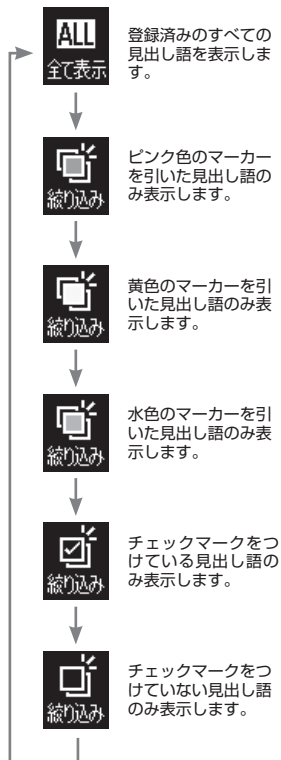 ALL
全て表示
登録済みのすべての
見出し語を表示しま
す。
絞り込み
ピンク色のマーカー
を引いた見出し語の
み表示します。
絞り込み
黄色のマーカーを引
いた見出し語のみ表
示します。
絞り込み
水色のマーカーを引
いた見出し語のみ表
示します。
絞り込み
チェックマークをつ
けている見出し語の
み表示します。
絞り込み
チェックマークをつ
けていない見出し語
のみ表示します。